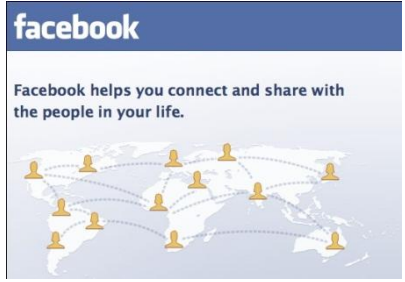 facebook
Facebook helps you connect and share with
the people in your life.